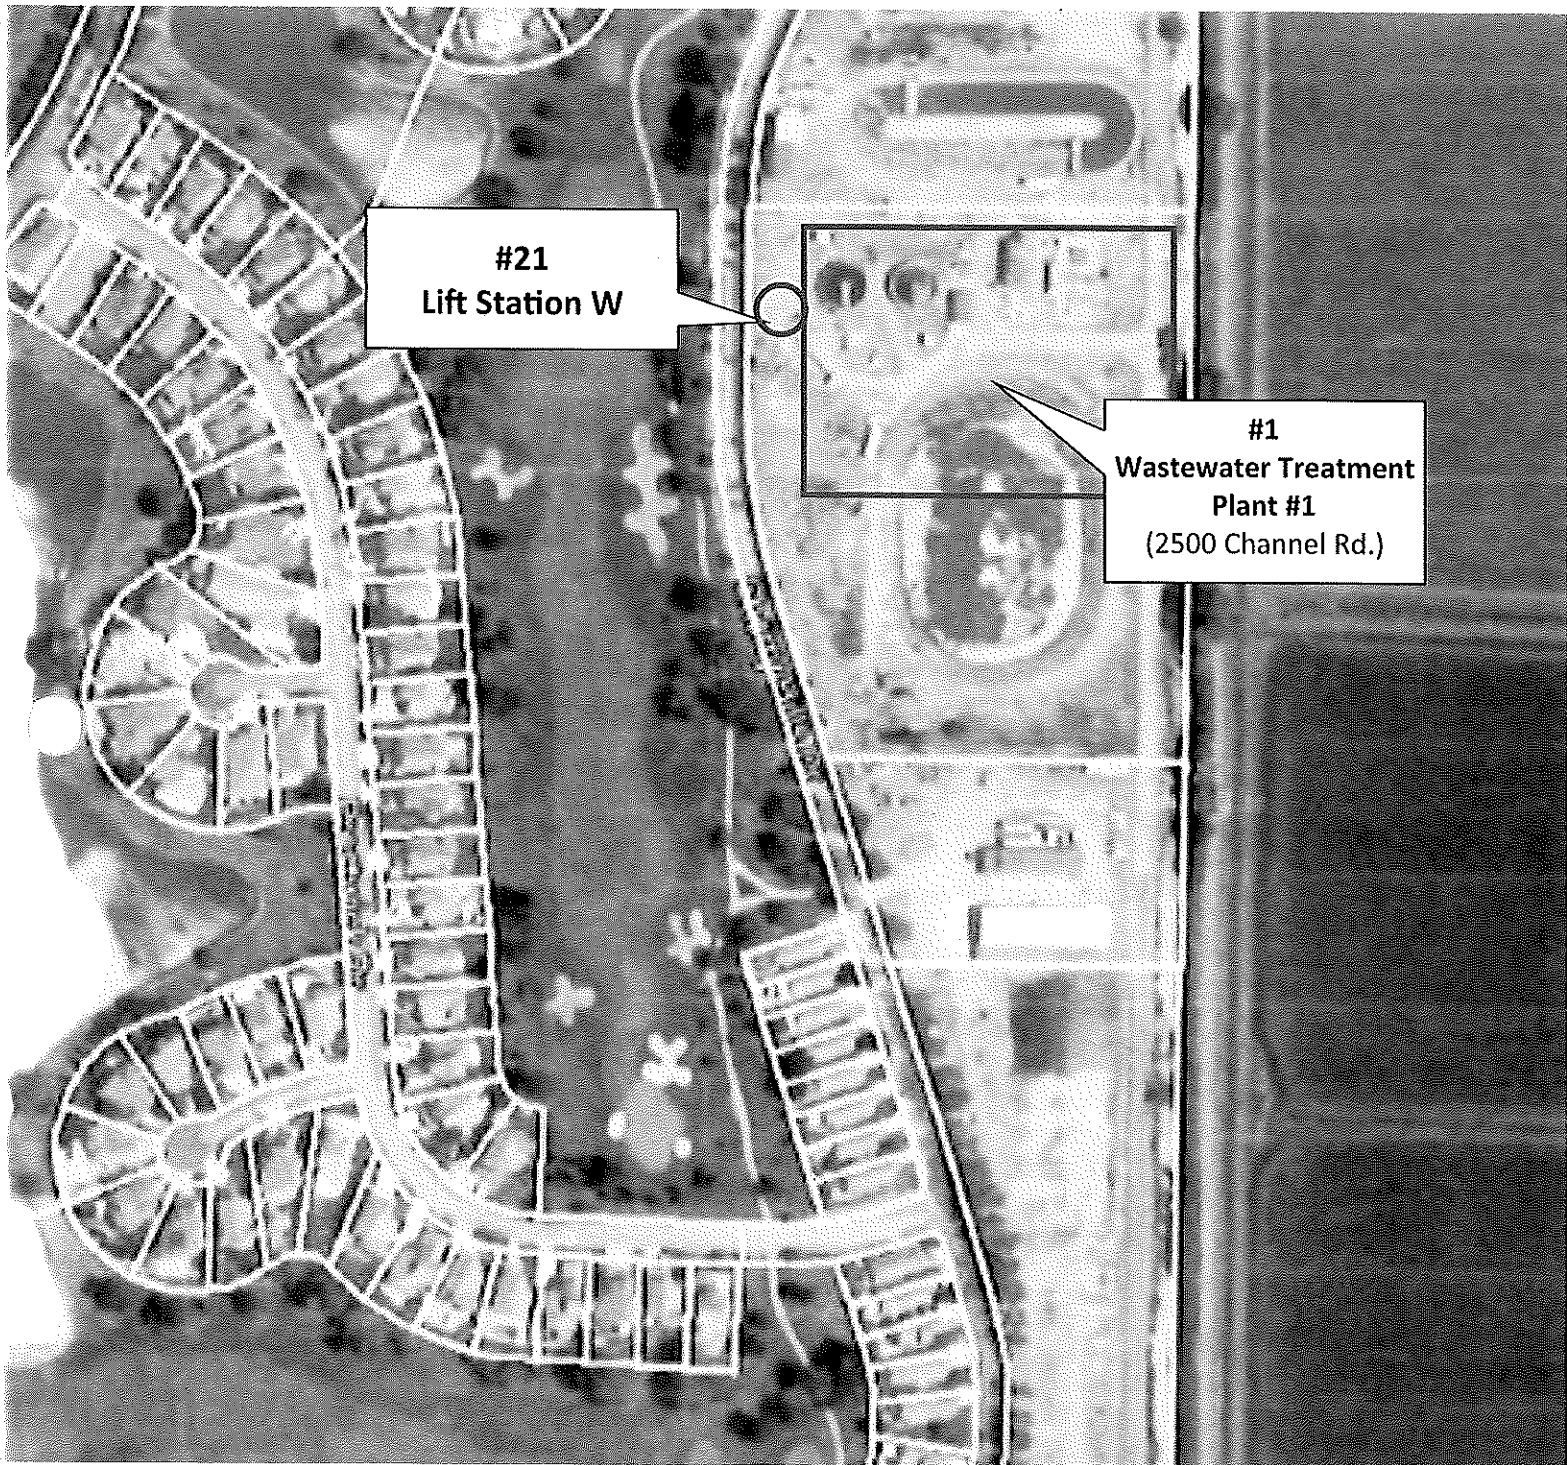 #21
Lift Station W
#1
Wastewater Treatment
Plant #1
(2500 Channel Rd.)